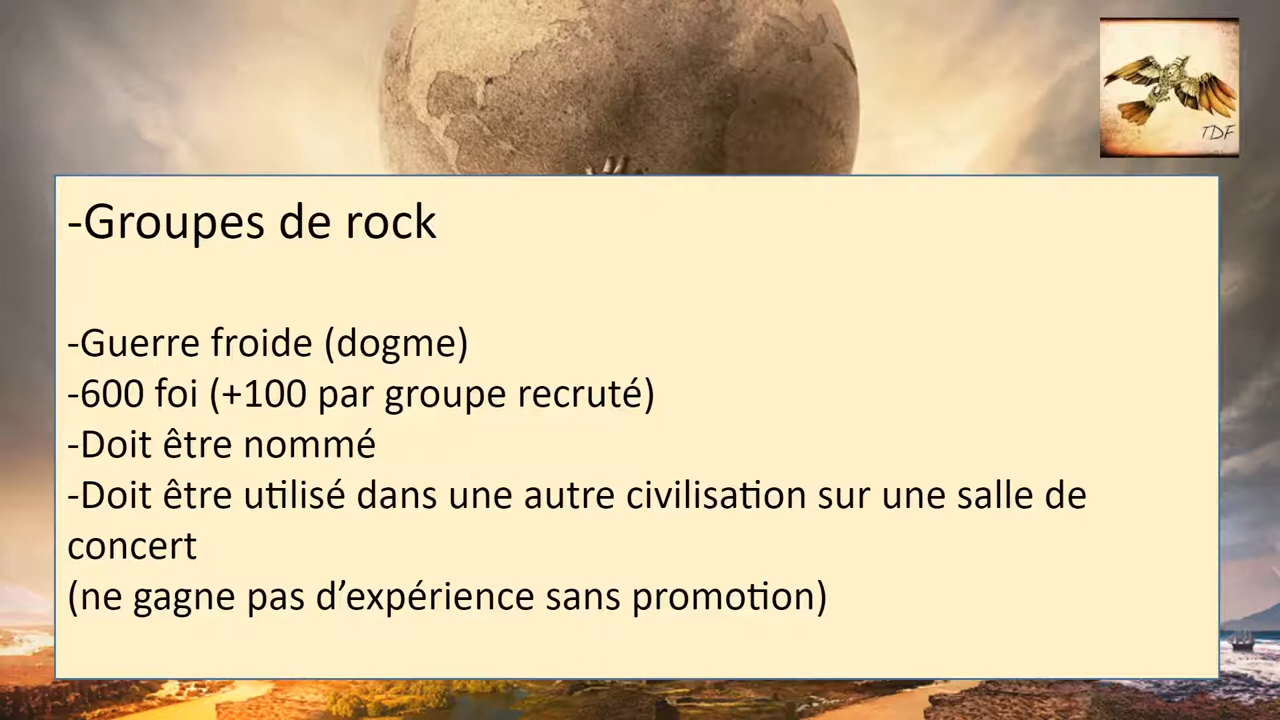 TDF
-Groupes de rock
-Guerre froide (dogme)
-600 foi (+100 par groupe recruté)
-Doit être nommé
-Doit être utilisé dans une autre civilisation sur une salle de
concert
(ne gagne pas d’expérience sans promotion)